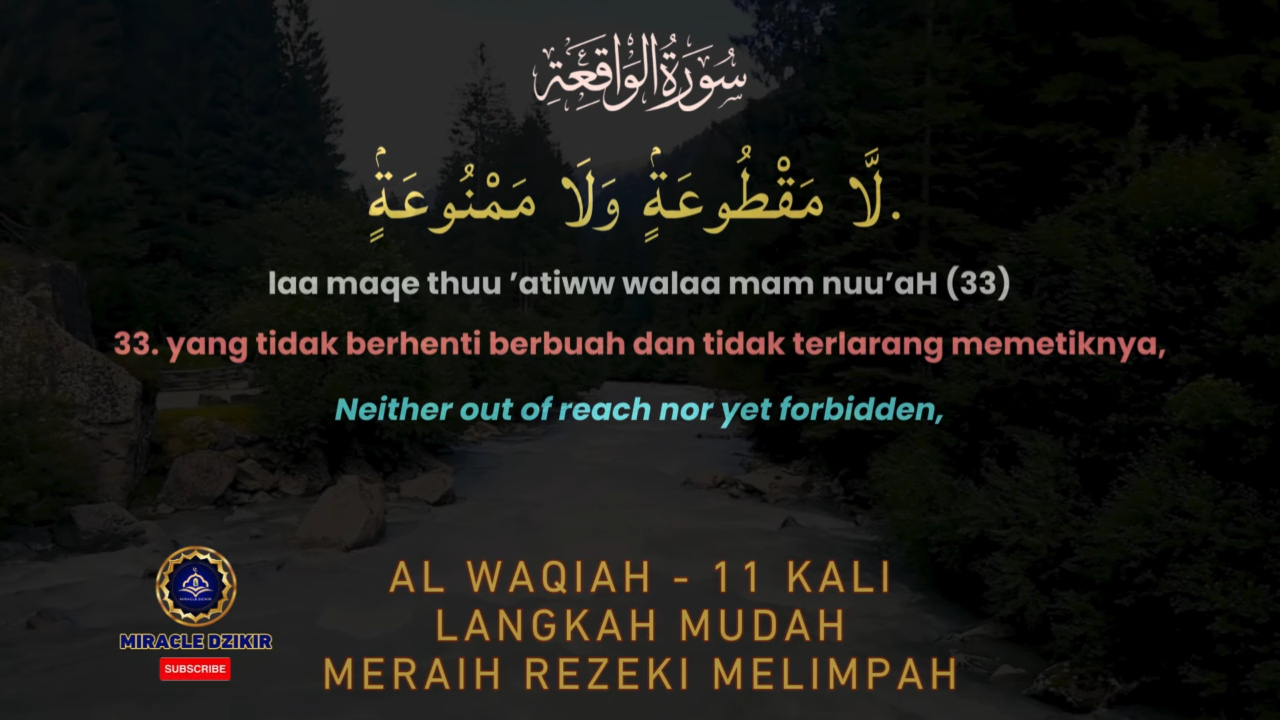 سُورَةُ الْوَاقِعَةِ
لَّا مَقْطُوعَةٍۢ وَلَا مَمْنُوعَةٍۢ.
laa maqe thuu ’atiww walaa mam nuu’aH (33)
33. yang tidak berhenti berbuah dan tidak terlarang memetiknya,
Neither out of reach nor yet forbidden,
AL WAQIAH - 11 KALI
LANGKAH MUDAH
MERAIH REZEKI MELIMPAH
MIRACLE DZIKIR
MIRACLE DZIKIR
SUBSCRIBE